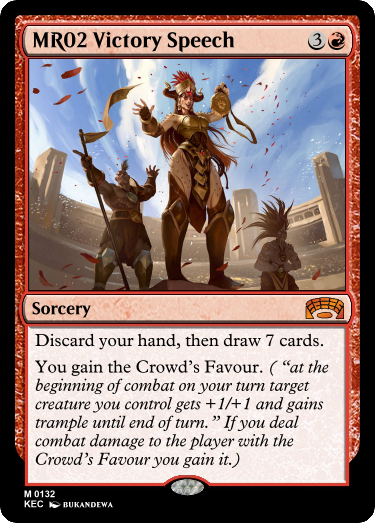 MR02 Victory Speech 3
Sorcery
Discard your hand, then draw 7 cards.
You gain the Crowd's Favour. ( “at the
beginning of combat on your turn target
creature you control gets +1/+1 and gains
trample until end of turn.” If you deal
combat damage to the player with the
Crowd's Favour you gain it.)
M 0132
KEC BUKANDEWA